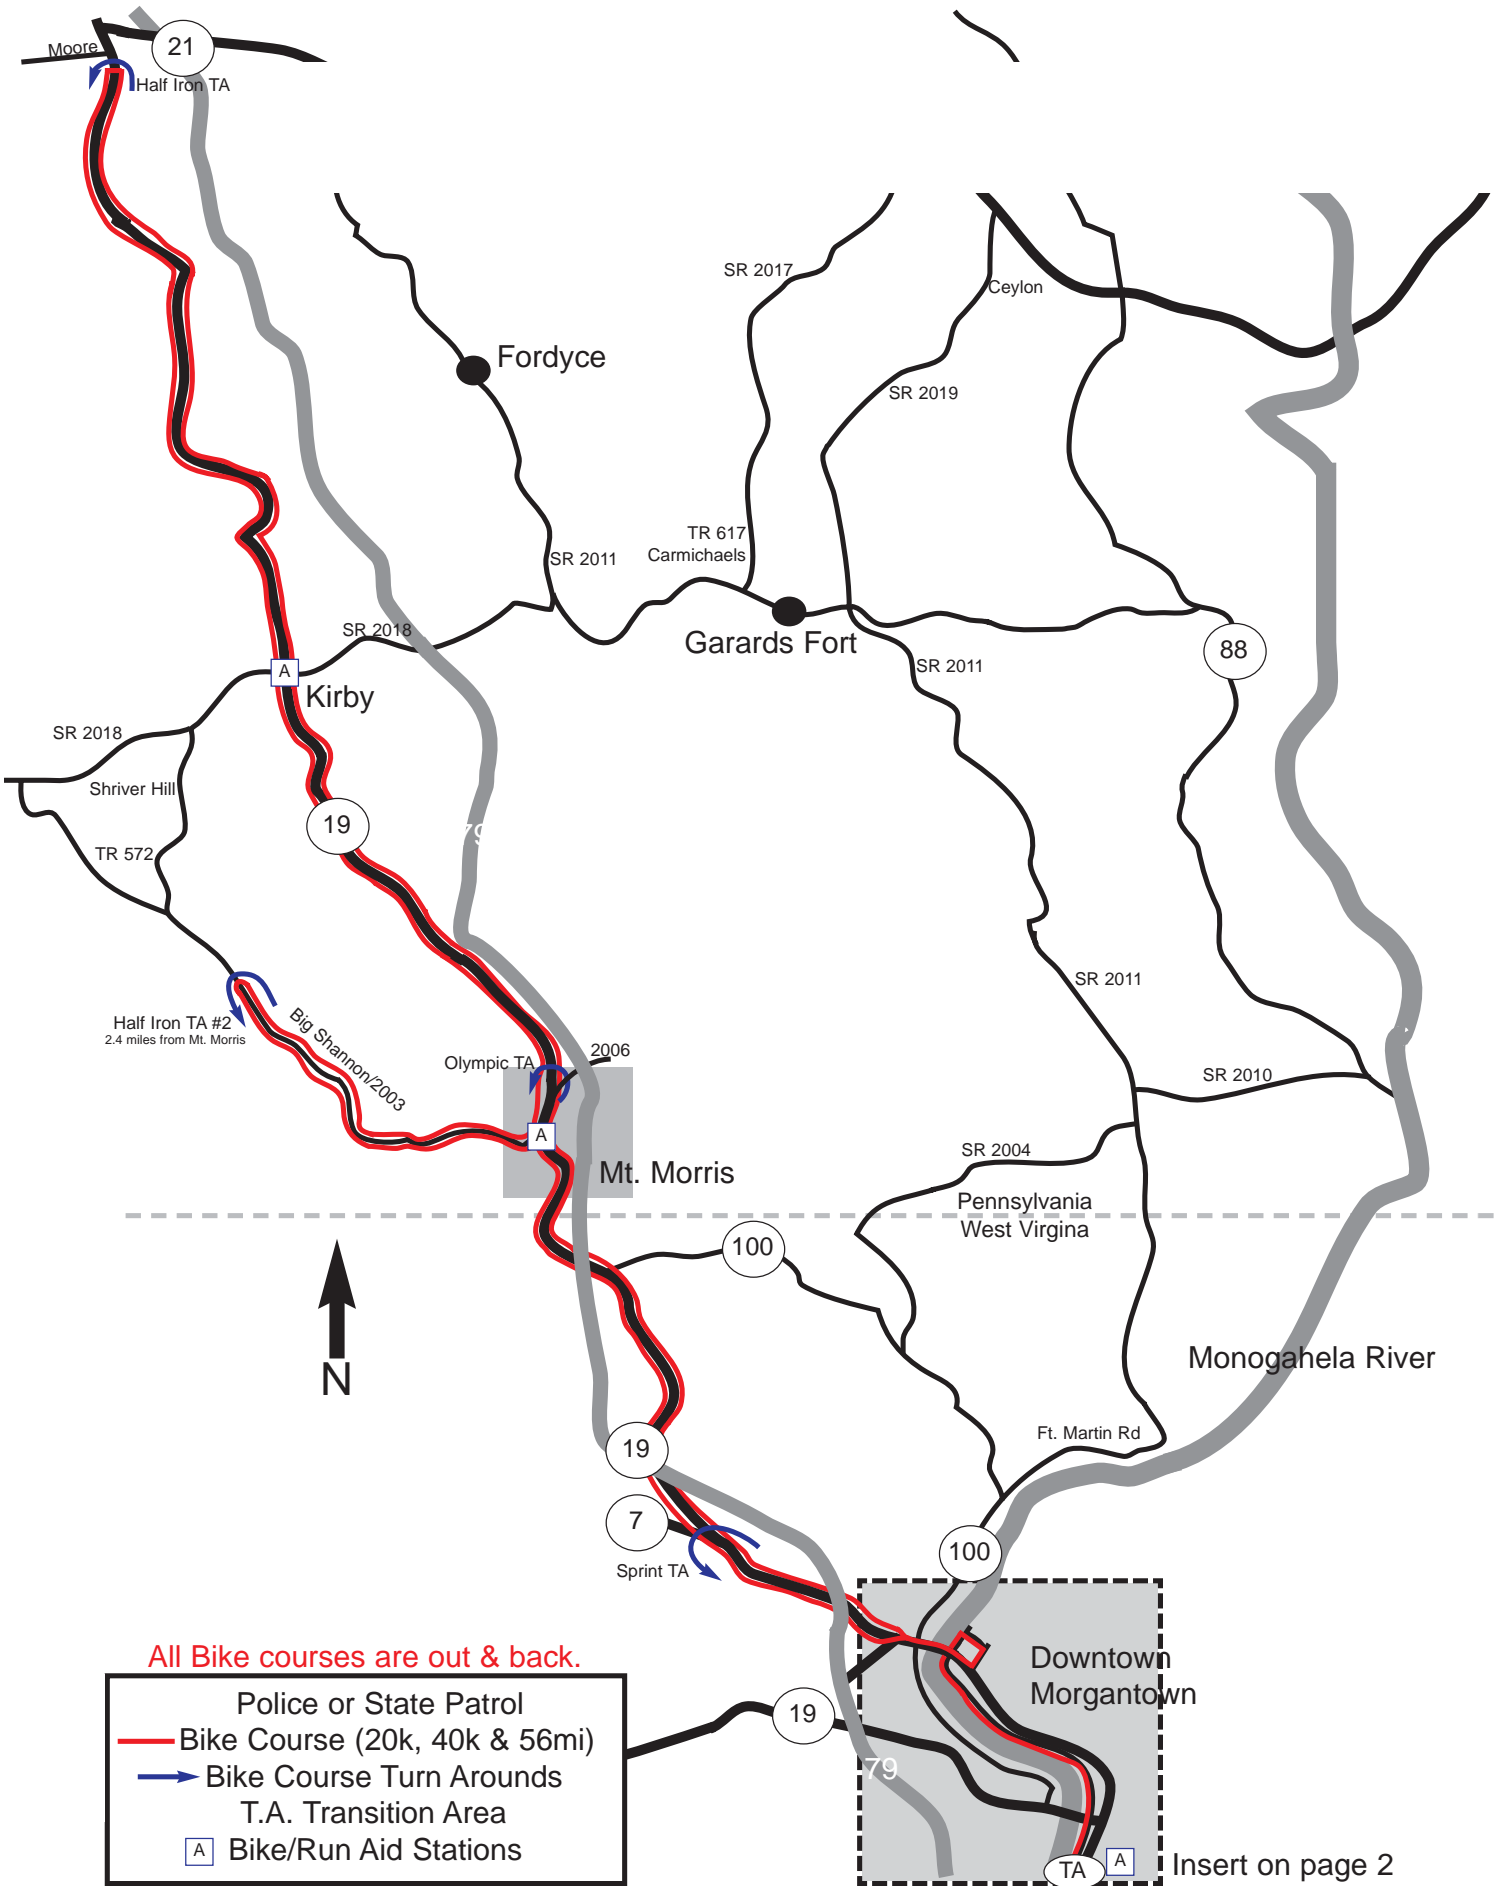 Moore
21
Half Iron TA
SR 2017
Ceylon
Fordyce
SR 2019
TR 617
Carmichaels
SR 2011
SR 2018
Garards Fort
88
SR 2011
A
Kirby
SR 2018
Shriver Hill
19
79
TR 572
SR 2011
Half Iron TA #2
2.4 miles from Mt. Morris
Big Shannon/2003
Olympic TA
2006
SR 2010
A
Mt. Morris
SR 2004
Pennsylvania
West Virgina
100
N
Monogahela River
Ft. Martin Rd
19
7
Sprint TA
100
Downtown
Morgantown
19
79
TA
A
Insert on page 2
All Bike courses are out & back.
Police or State Patrol
Bike Course (20k, 40k & 56mi)
Bike Course Turn Arounds
T.A. Transition Area
A Bike/Run Aid Stations